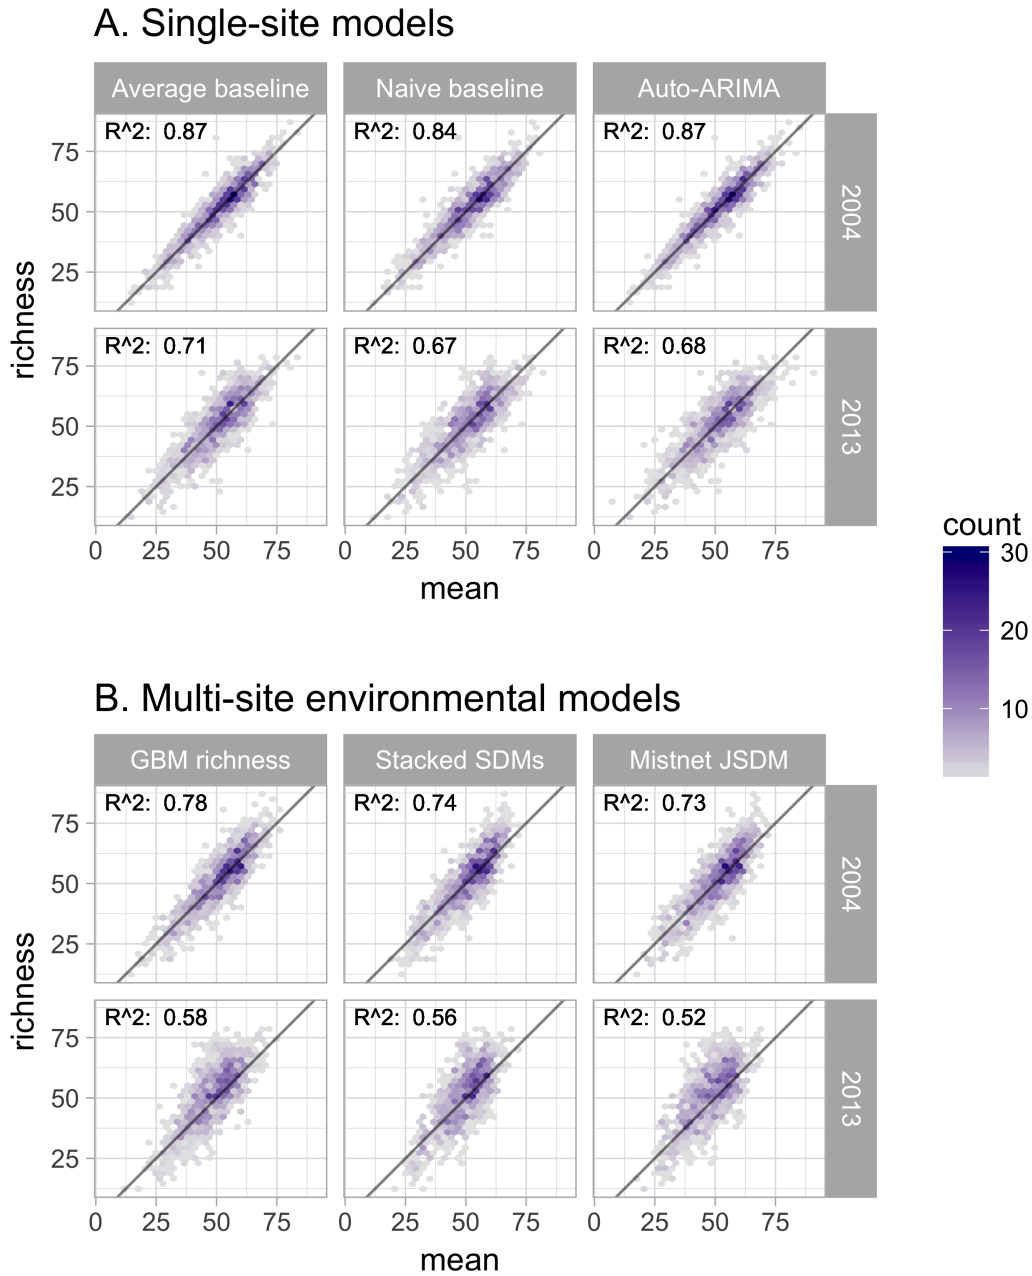 A. Single-site models
Average baseline Naive baseline Auto-ARIMA
R^2: 0.87 R^2: 0.84 R^2: 0.87
75
50
25
2004
R^2: 0.71 R^2: 0.67 R^2: 0.68
75
50
25
2013
richness
0 25 50 75 0 25 50 75 0 25 50 75
mean
count
30
20
10
B. Multi-site environmental models
GBM richness Stacked SDMs Mistnet JSDM
R^2: 0.78 R^2: 0.74 R^2: 0.73
75
50
25
2004
R^2: 0.58 R^2: 0.56 R^2: 0.52
75
50
25
2013
richness
0 25 50 75 0 25 50 75 0 25 50 75
mean